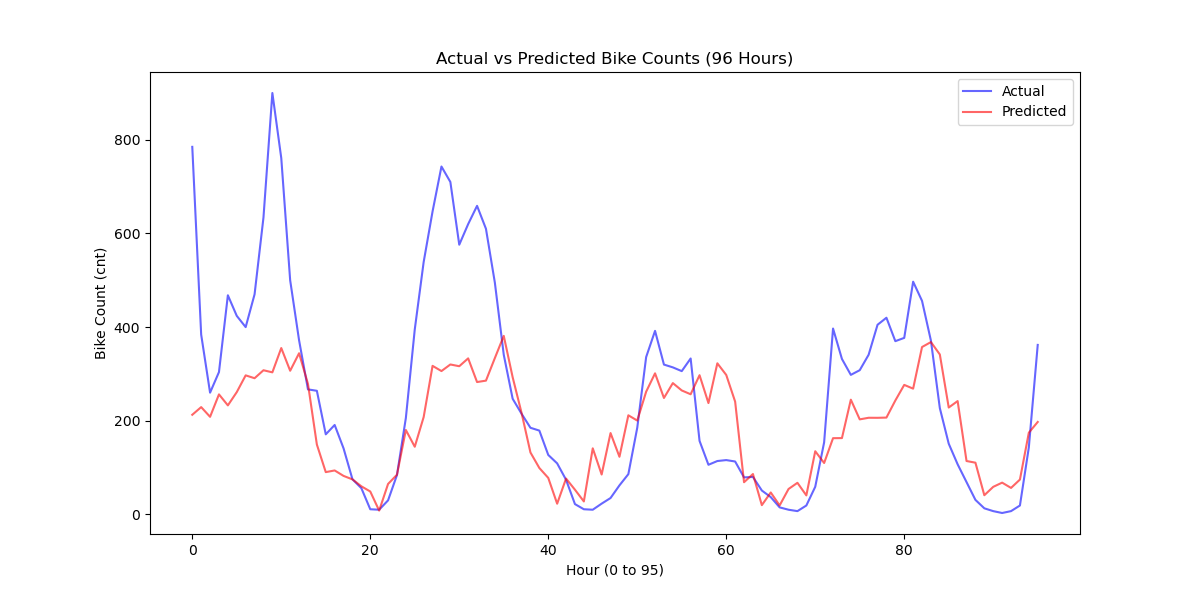 Actual vs Predicted Bike Counts (96 Hours)
Actual
Predicted
800
600
400
200
0
Bike Count (cnt)
0 20 40 60 80
Hour (0 to 95)